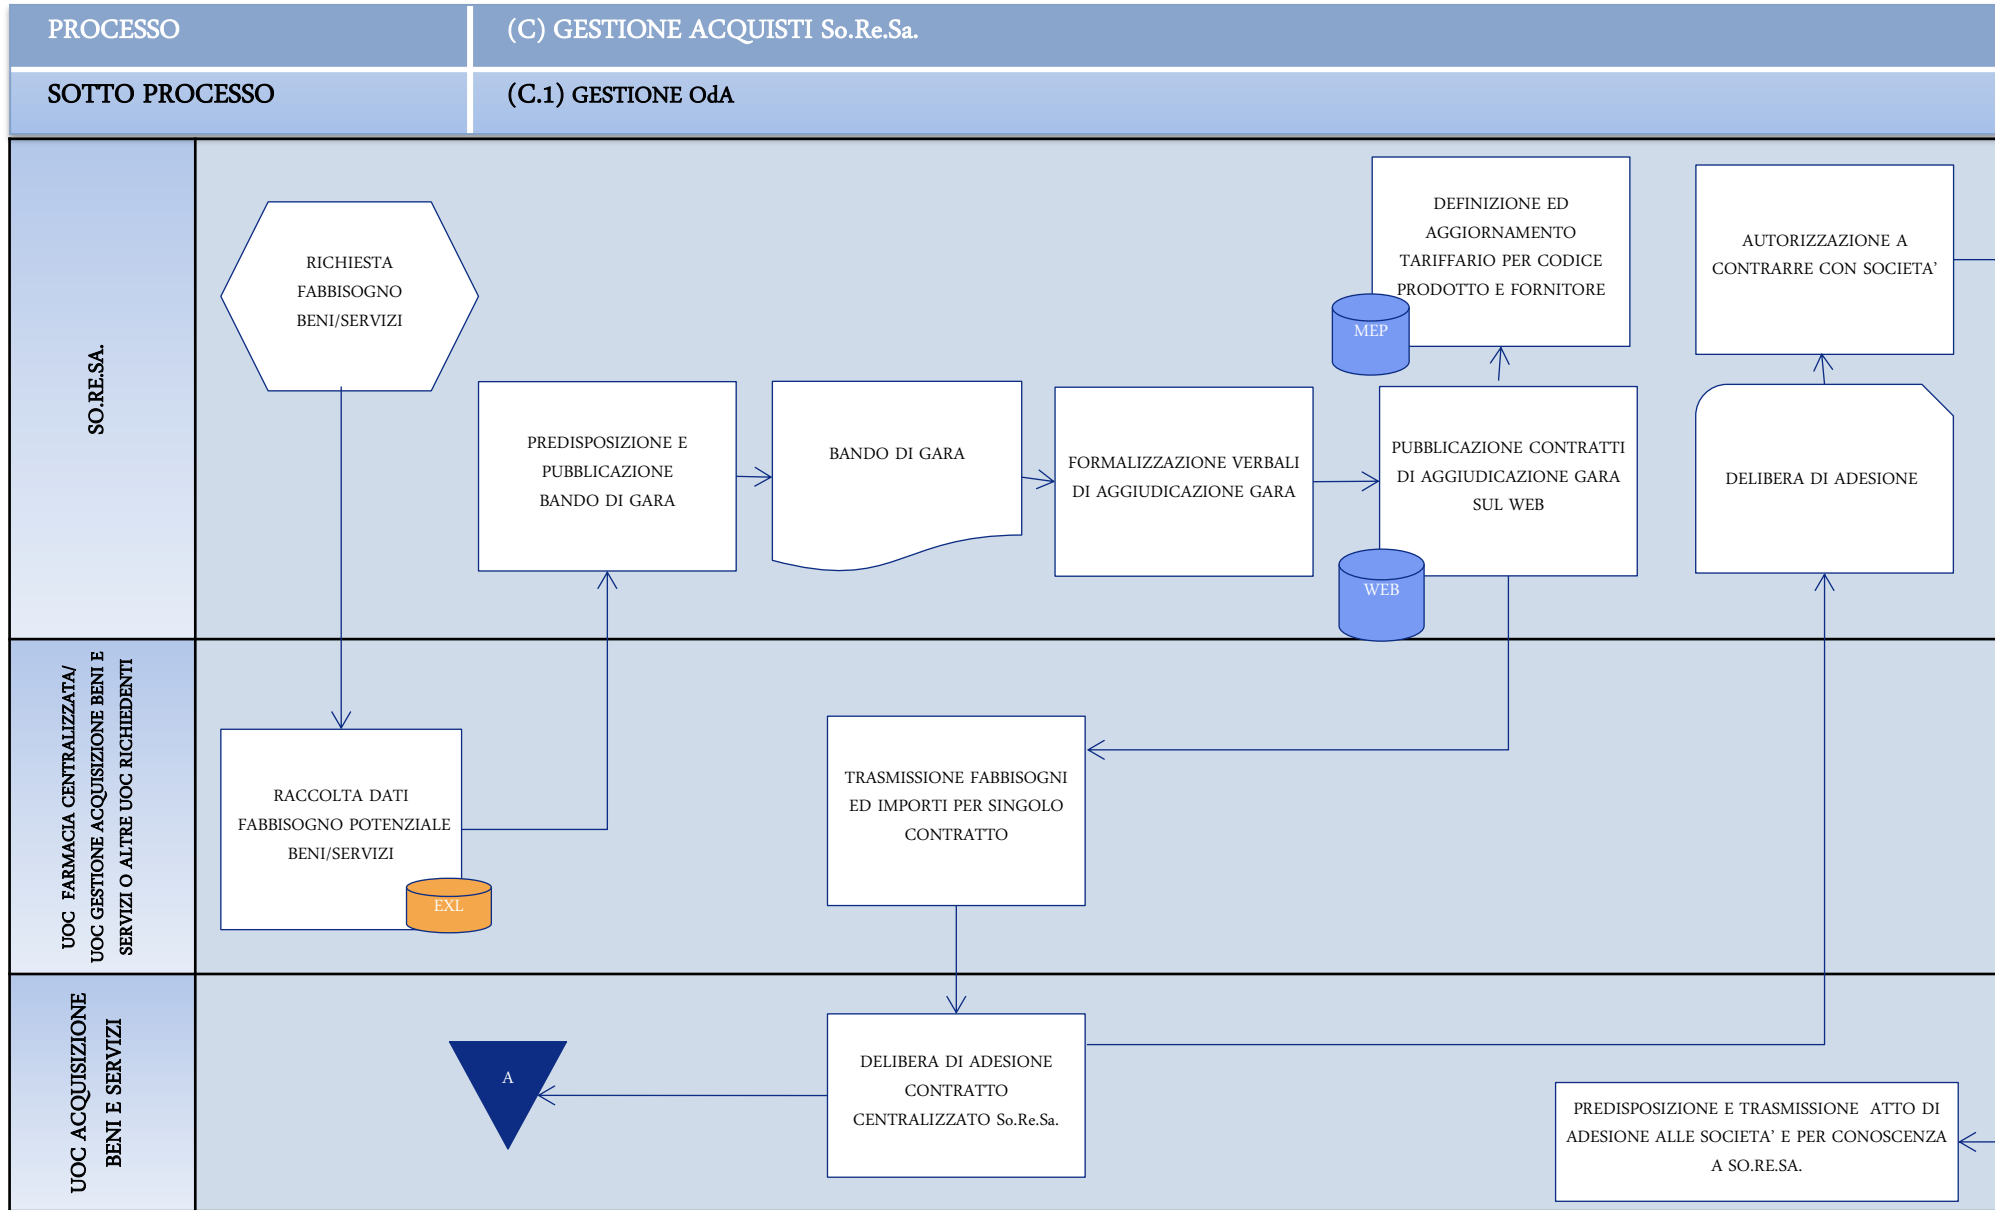 PROCESSO
(C) GESTIONE ACQUISTI So.Re.Sa.
SOTTO PROCESSO
(C.1) GESTIONE OdA
SO.RE.SA.
RICHIESTA
FABBISOGNO
BENI/SERVIZI
PREDISPOSIZIONE E
PUBBLICAZIONE
BANDO DI GARA
BANDO DI GARA
FORMALIZZAZIONE VERBALI
DI AGGIUDICAZIONE GARA
DEFINIZIONE ED
AGGIORNAMENTO
TARIFFARIO PER CODICE
PRODOTTO E FORNITORE
MEP
PUBBLICAZIONE CONTRATTI
DI AGGIUDICAZIONE GARA
SUL WEB
WEB
AUTORIZZAZIONE A
CONTRARRE CON SOCIETA’
DELIBERA DI ADESIONE
UOC FARMACIA CENTRALIZZATA/
UOC GESTIONE ACQUISIZIONE BENI E
SERVIZI O ALTRE UOC RICHIEDENTI
RACCOLTA DATI
FABBISOGNO POTENZIALE
BENI/SERVIZI
EXL
TRASMISSIONE FABBISOGNI
ED IMPORTI PER SINGOLO
CONTRATTO
UOC ACQUISIZIONE
BENI E SERVIZI
A
DELIBERA DI ADESIONE
CONTRATTO
CENTRALIZZATO So.Re.Sa.
PREDISPOSIZIONE E TRASMISSIONE ATTO DI
ADESIONE ALLE SOCIETA’ E PER CONOSCENZA
A SO.RE.SA.